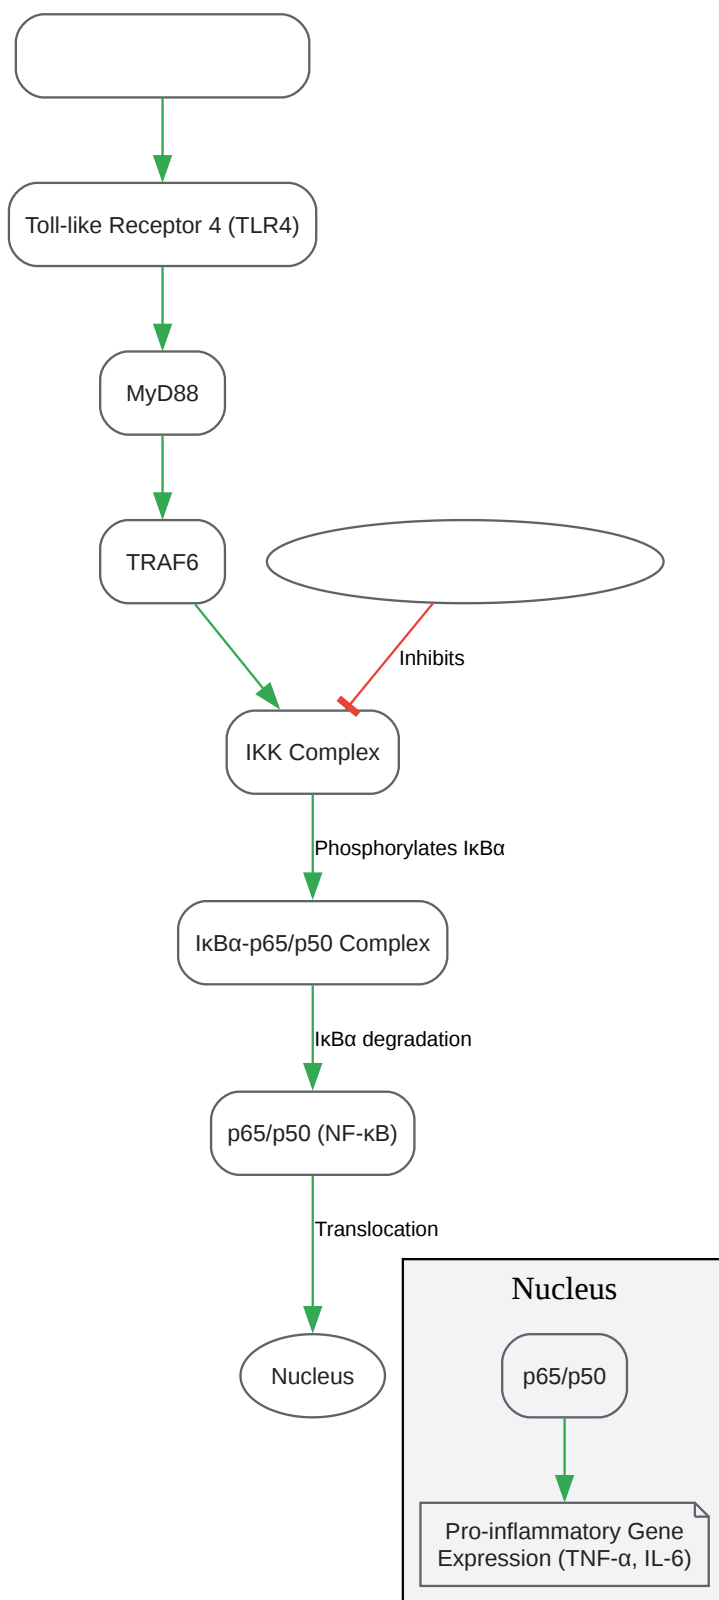 Toll-like Receptor 4 (TLR4)
MyD88
TRAF6
Inhibits
IKK Complex
Phosphorylates IκBα
IκBα-p65/p50 Complex
IκBα degradation
p65/p50 (NF-κB)
Translocation
Nucleus
Nucleus
p65/p50
Pro-inflammatory Gene
Expression (TNF-α, IL-6)